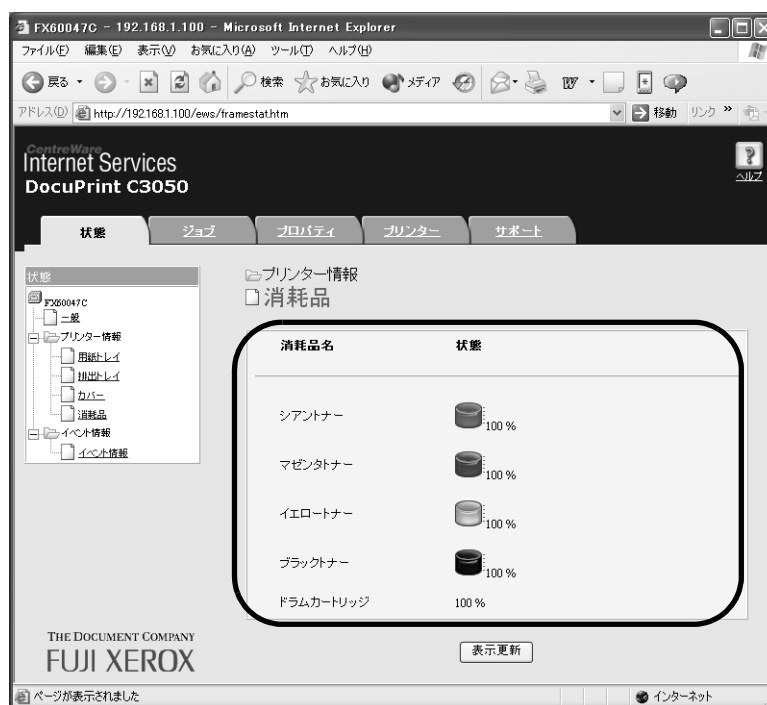 FX60047C - 192.168.1.100 - Microsoft Internet Explorer
ファイル(F) 編集(E) 表示(V) お気に入り(A) ツール(T) ヘルプ(H)
戻る 検索 お気に入り メディア
アドレス(D) http://192.168.1.100/ews/framestat.htm 移動 リンク »
CentreWare
Internet Services
DocuPrint C3050
ヘルプ
状態 ジョブ プロパティ プリンター サポート
状態
FX60047C
一般
プリンター情報
用紙トレイ
排出トレイ
カバー
消耗品
イベント情報
イベント情報
プリンター情報
消耗品
消耗品名 状態
シアントナー 100 %
マゼンタトナー 100 %
イエロートナー 100 %
ブラックトナー 100 %
ドラムカートリッジ 100 %
表示更新
THE DOCUMENT COMPANY
FUJI XEROX
ページが表示されました インターネット